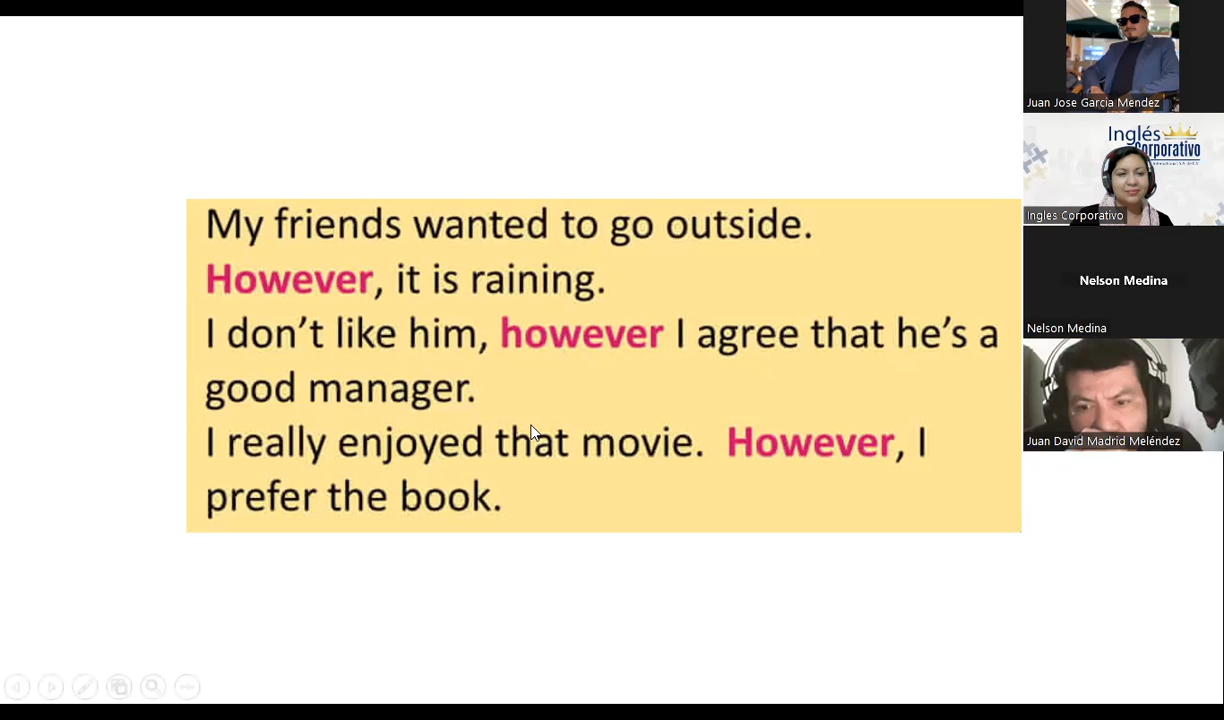 My friends wanted to go outside.
However, it is raining.
I don't like him, however I agree that he's a
good manager.
I really enjoyed that movie.  However, I
prefer the book.
Juan Jose Garcia Mendez
Inglés
Corporativo
Ingles Corporativo
Nelson Medina
Nelson Medina
Juan David Madrid Meléndez